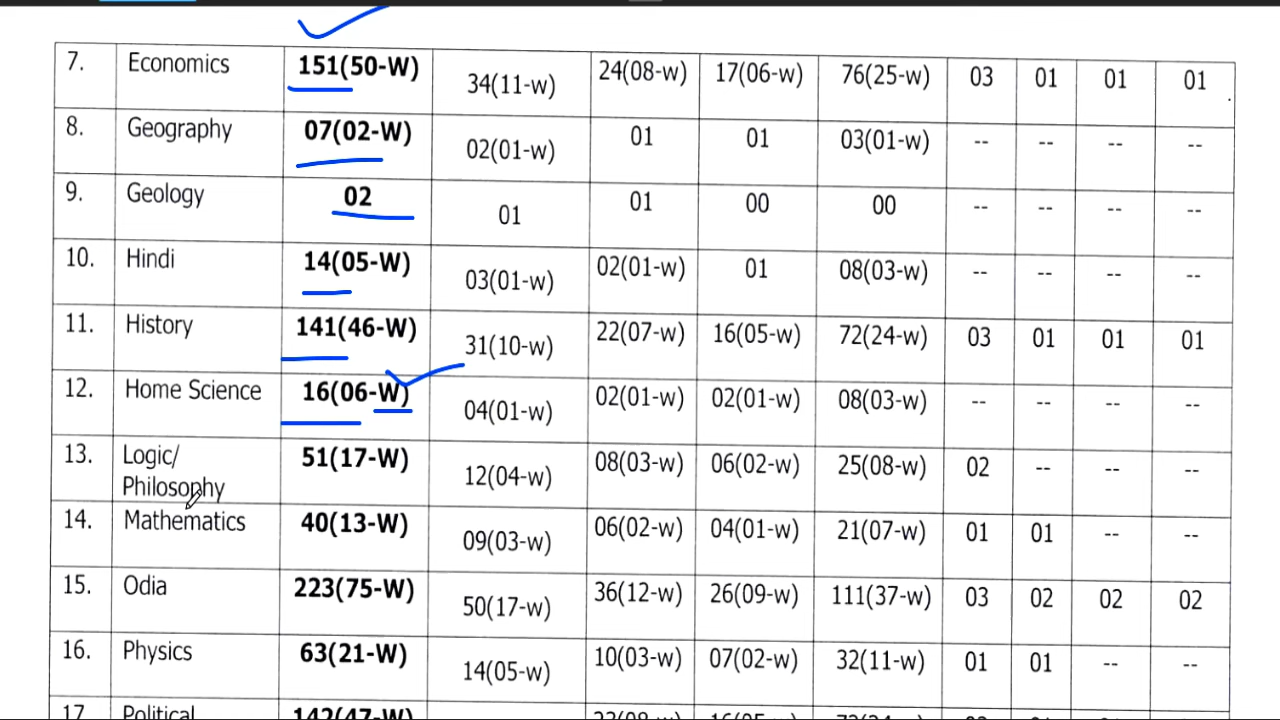 7. Economics 151(50-W) 34(11-w) 24(08-w) 17(06-w) 76(25-w) 03 01 01 01
8. Geography 07(02-W) 02(01-w) 01 01 03(01-w) -- -- -- --
9. Geology 02 01 01 00 00 -- -- -- --
10. Hindi 14(05-W) 03(01-w) 02(01-w) 01 08(03-w) -- -- -- --
11. History 141(46-W) 31(10-w) 22(07-w) 16(05-w) 72(24-w) 03 01 01 01
12. Home Science 16(06-W) 04(01-w) 02(01-w) 02(01-w) 08(03-w) -- -- -- --
13. Logic/ 51(17-W) 12(04-w) 08(03-w) 06(02-w) 25(08-w) 02 -- -- --
Philosophy
14. Mathematics 40(13-W) 09(03-w) 06(02-w) 04(01-w) 21(07-w) 01 01 -- --
15. Odia 223(75-W) 50(17-w) 36(12-w) 26(09-w) 111(37-w) 03 02 02 02
16. Physics 63(21-W) 14(05-w) 10(03-w) 07(02-w) 32(11-w) 01 01 -- --
17 Political 142(47-W)